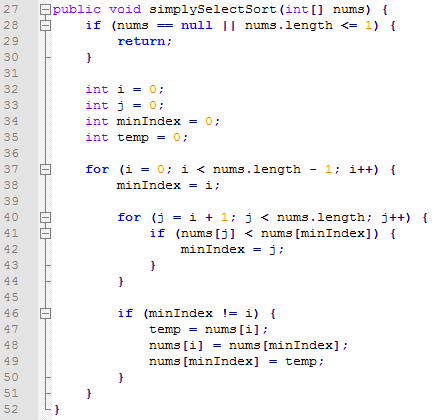 27 public void simplySelectSort(int[] nums) {
28     if (nums == null || nums.length <= 1) {
29         return;
30     }
31
32     int i = 0;
33     int j = 0;
34     int minIndex = 0;
35     int temp = 0;
36
37     for (i = 0; i < nums.length - 1; i++) {
38         minIndex = i;
39
40         for (j = i + 1; j < nums.length; j++) {
41             if (nums[j] < nums[minIndex]) {
42                 minIndex = j;
43             }
44         }
45
46         if (minIndex != i) {
47             temp = nums[i];
48             nums[i] = nums[minIndex];
49             nums[minIndex] = temp;
50         }
51     }
52 }